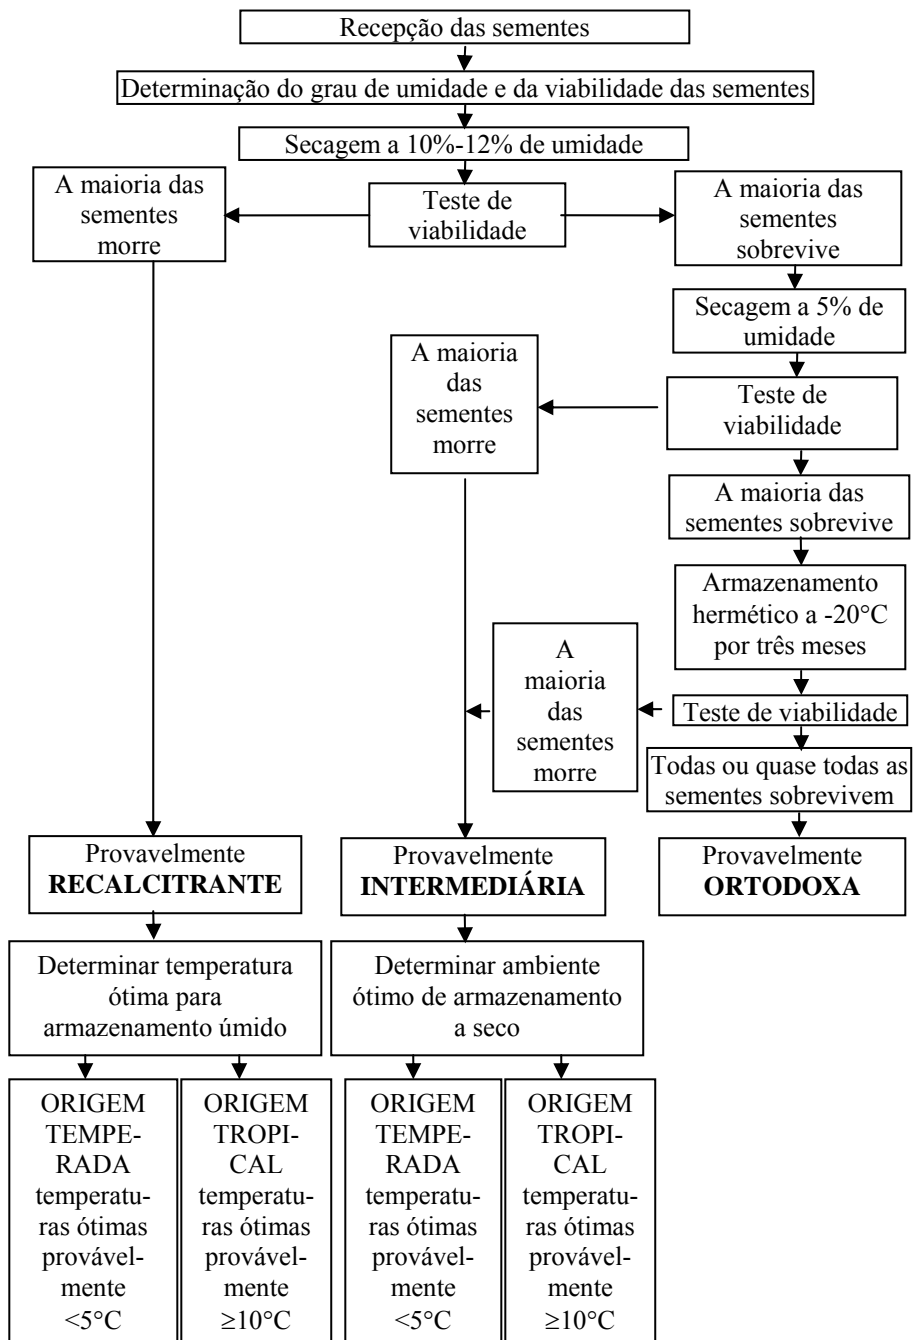 Recepção das sementes
Determinação do grau de umidade e da viabilidade das sementes
Secagem a 10%-12% de umidade
A maioria das
sementes
morre
Teste de
viabilidade
A maioria das
sementes
sobrevive
Secagem a 5% de
umidade
A maioria
das
sementes
morre
Teste de
viabilidade
A maioria das
sementes sobrevive
Armazenamento
hermético a -20°C
por três meses
A
maioria
das
sementes
morre
Teste de viabilidade
Todas ou quase todas as
sementes sobrevivem
Provavelmente
RECALCITRANTE
Provavelmente
INTERMEDIÁRIA
Provavelmente
ORTODOXA
Determinar temperatura
ótima para
armazenamento úmido
Determinar ambiente
ótimo de armazenamento
a seco
ORIGEM
TEMPE-
RADA
temperatu-
ras ótimas
provável-
mente
<5°C
ORIGEM
TROPI-
CAL
temperatu-
ras ótimas
provável-
mente
≥10°C
ORIGEM
TEMPE-
RADA
temperatu-
ras ótimas
provável-
mente
<5°C
ORIGEM
TROPI-
CAL
temperatu-
ras ótimas
provável-
mente
≥10°C